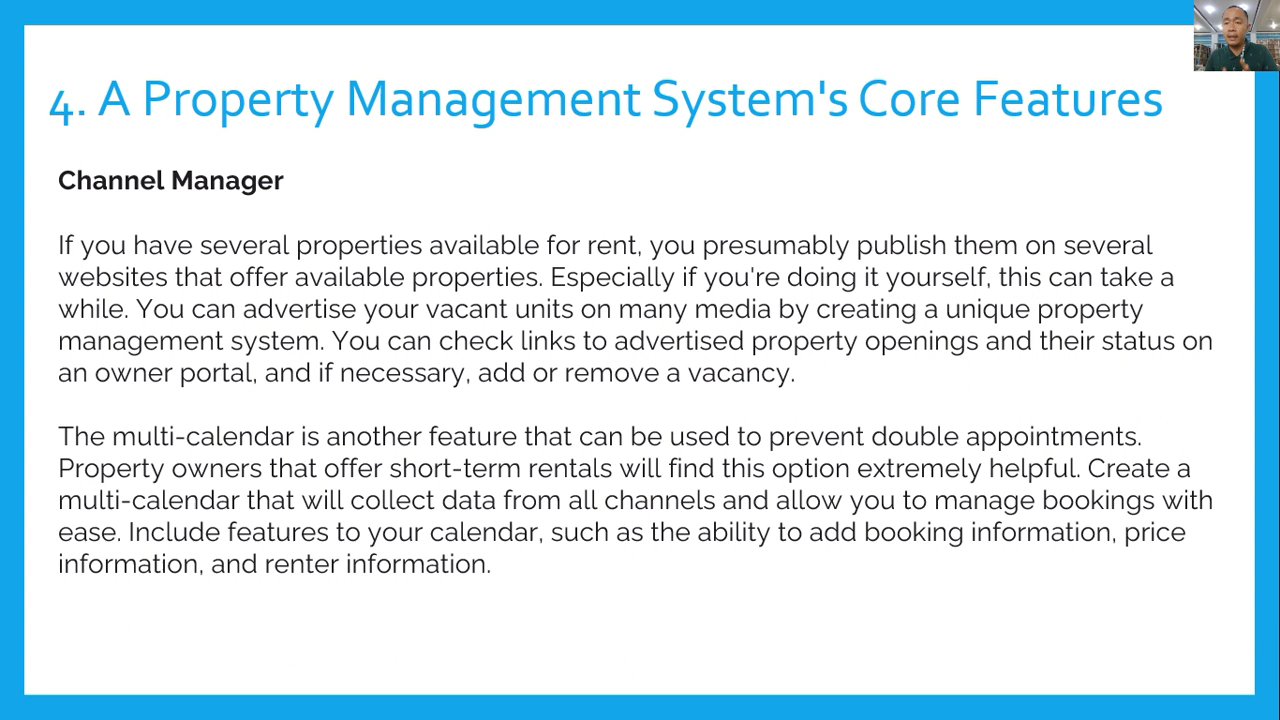 4. A Property Management System's Core Features
Channel Manager
If you have several properties available for rent, you presumably publish them on several
websites that offer available properties. Especially if you're doing it yourself, this can take a
while. You can advertise your vacant units on many media by creating a unique property
management system. You can check links to advertised property openings and their status on
an owner portal, and if necessary, add or remove a vacancy.
The multi-calendar is another feature that can be used to prevent double appointments.
Property owners that offer short-term rentals will find this option extremely helpful. Create a
multi-calendar that will collect data from all channels and allow you to manage bookings with
ease. Include features to your calendar, such as the ability to add booking information, price
information, and renter information.